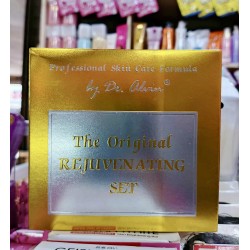 Professional Skin Care Formula
by Dr. Alvin®
The Original
REJUVENATING
SET